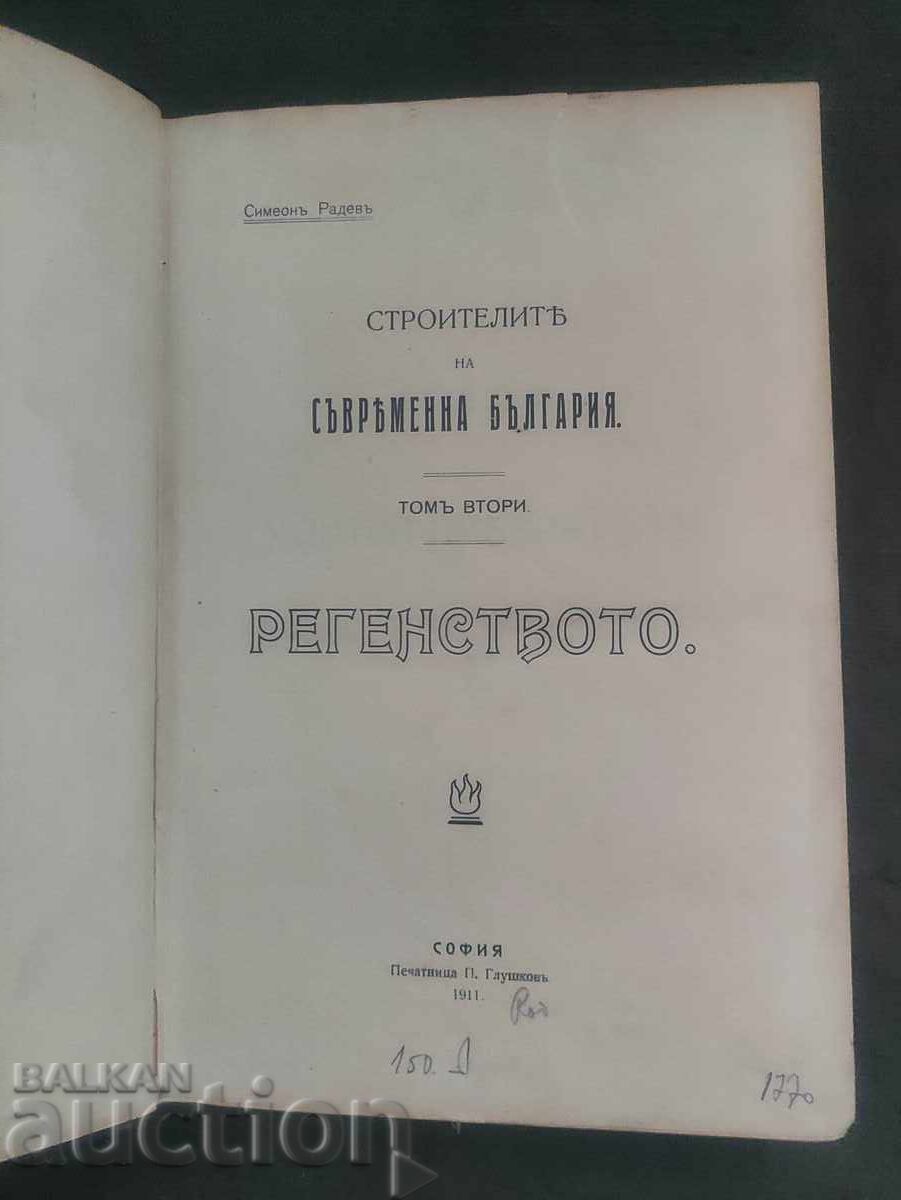 Симеонъ Радевъ
СТРОИТЕЛИТѢ
НА
СЪВРѢМЕННА БЪЛГАРИЯ.
ТОМЪ ВТОРИ.
РЕГЕНСТВОТО.
СОФИЯ
Печатница П. Глушковъ
1911.
150.
1770
BALKAN
auction